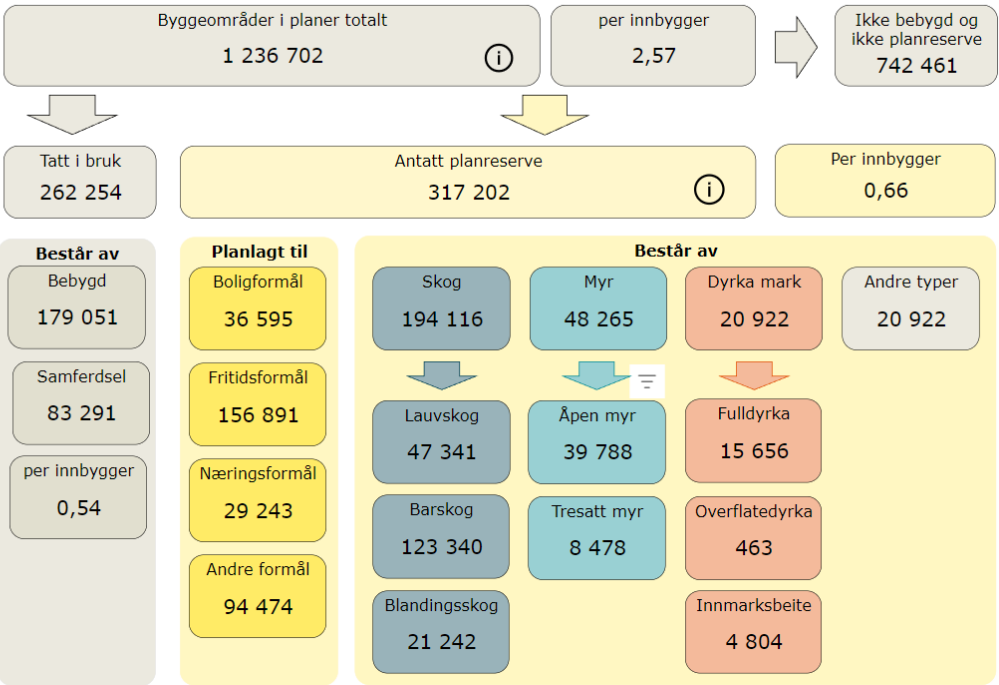 Byggeområder i planer totalt
1 236 702
i
per innbygger
2,57
Ikke bebygd og
ikke planreserve
742 461
Tatt i bruk
262 254
Antatt planreserve
317 202
i
Per innbygger
0,66
Består av
Bebygd
179 051
Samferdsel
83 291
per innbygger
0,54
Planlagt til
Boligformål
36 595
Fritidsformål
156 891
Næringsformål
29 243
Andre formål
94 474
Består av
Skog
194 116
Myr
48 265
Dyrka mark
20 922
Andre typer
20 922
Lauvskog
47 341
Åpen myr
39 788
Fulldyrka
15 656
Barskog
123 340
Tresatt myr
8 478
Overflatedyrka
463
Blandingsskog
21 242
Innmarksbeite
4 804